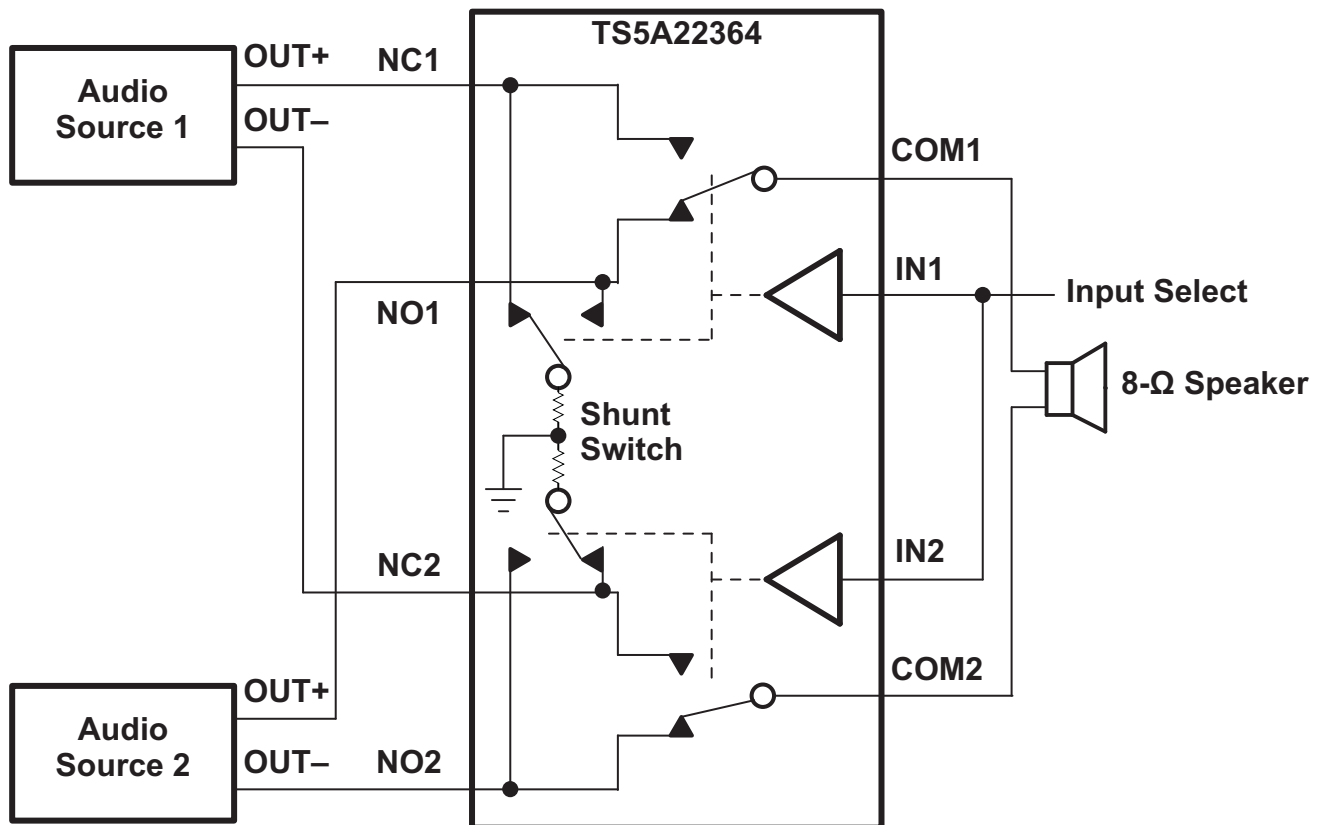 TS5A22364
OUT+
NC1
Audio
Source 1
OUT–
COM1
IN1
Input Select
NO1
8-Ω Speaker
Shunt
Switch
NC2
IN2
COM2
OUT+
Audio
Source 2
OUT–
NO2